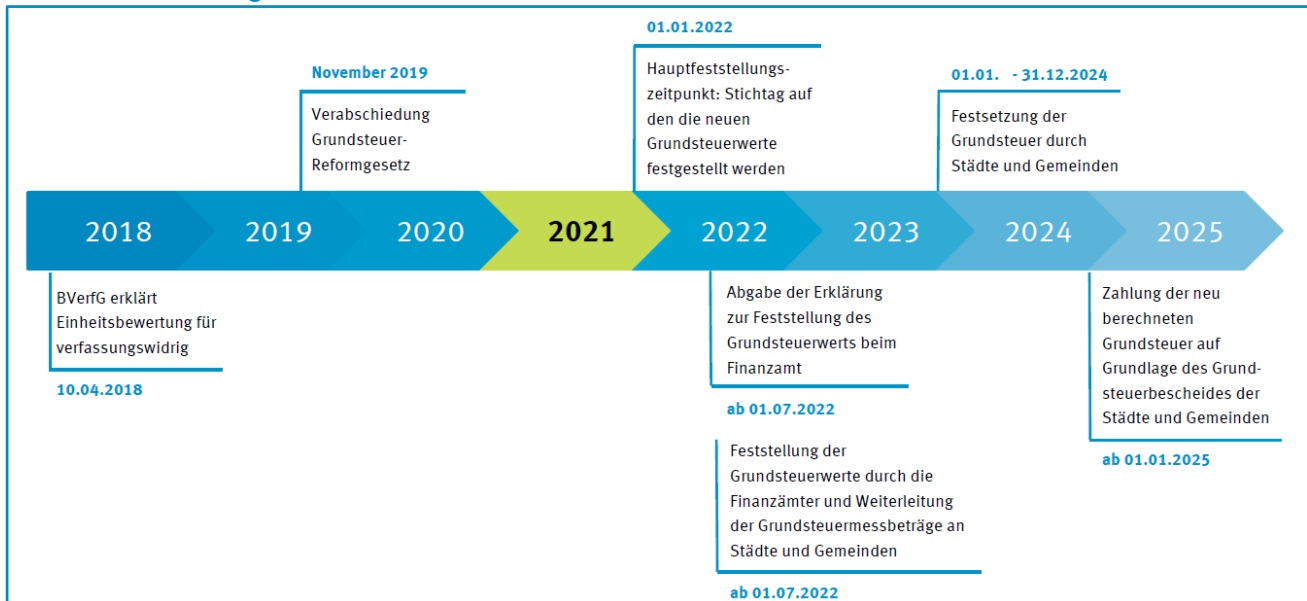 01.01.2022
Hauptfeststellungs-
zeitpunkt: Stichtag auf
den die neuen
Grundsteuerwerte
festgestellt werden
November 2019
Verabschiedung
Grundsteuer-
Reformgesetz
01.01. - 31.12.2024
Festsetzung der
Grundsteuer durch
Städte und Gemeinden
2018 2019 2020 2021 2022 2023 2024 2025
BVerfG erklärt
Einheitsbewertung für
verfassungswidrig
10.04.2018
Abgabe der Erklärung
zur Feststellung des
Grundsteuerwerts beim
Finanzamt
ab 01.07.2022
Feststellung der
Grundsteuerwerte durch die
Finanzämter und Weiterleitung
der Grundsteuermessbeträge an
Städte und Gemeinden
ab 01.07.2022
Zahlung der neu
berechneten
Grundsteuer auf
Grundlage des Grund-
steuerbescheides der
Städte und Gemeinden
ab 01.01.2025